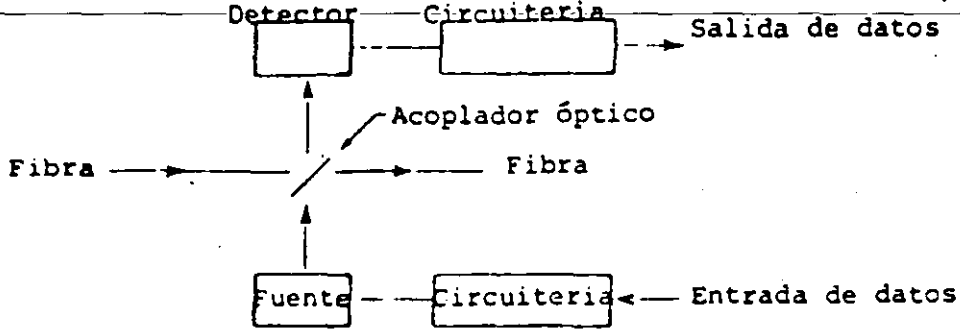 Detector Circuiteria
Salida de datos
Acoplador óptico
Fibra Fibra
Fuente Circuiteria Entrada de datos